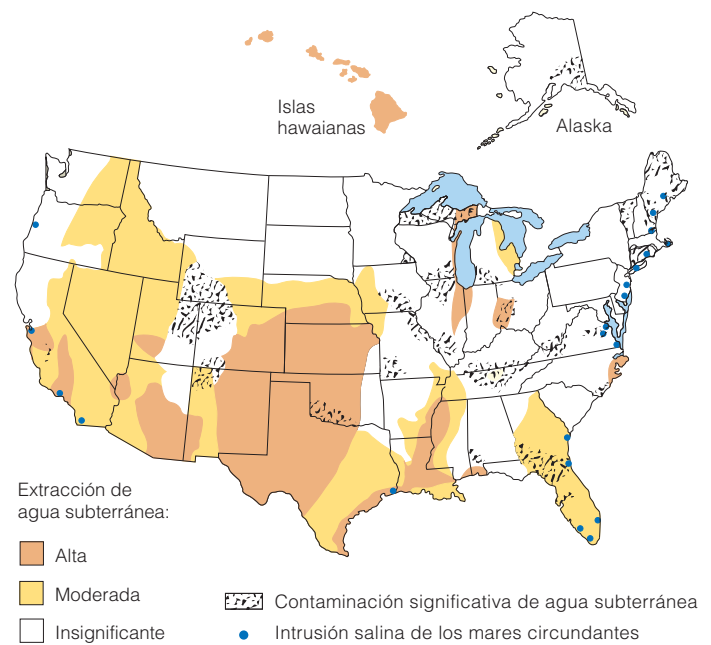 Islas
hawaianas
Alaska
Extracción de
agua subterránea:
Alta
Moderada
Insignificante
Contaminación significativa de agua subterránea
Intrusión salina de los mares circundantes